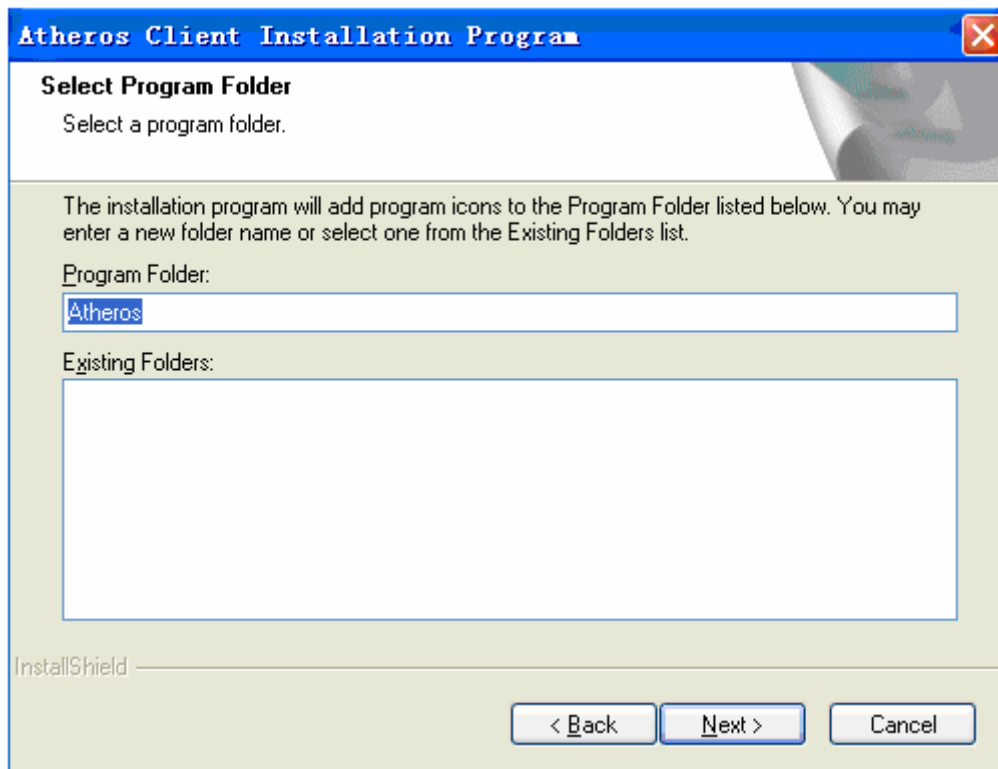 Atheros Client Installation Program
Select Program Folder
Select a program folder.
The installation program will add program icons to the Program Folder listed below. You may
enter a new folder name or select one from the Existing Folders list.
Program Folder:
Atheros
Existing Folders:
InstallShield
< Back
Next >
Cancel